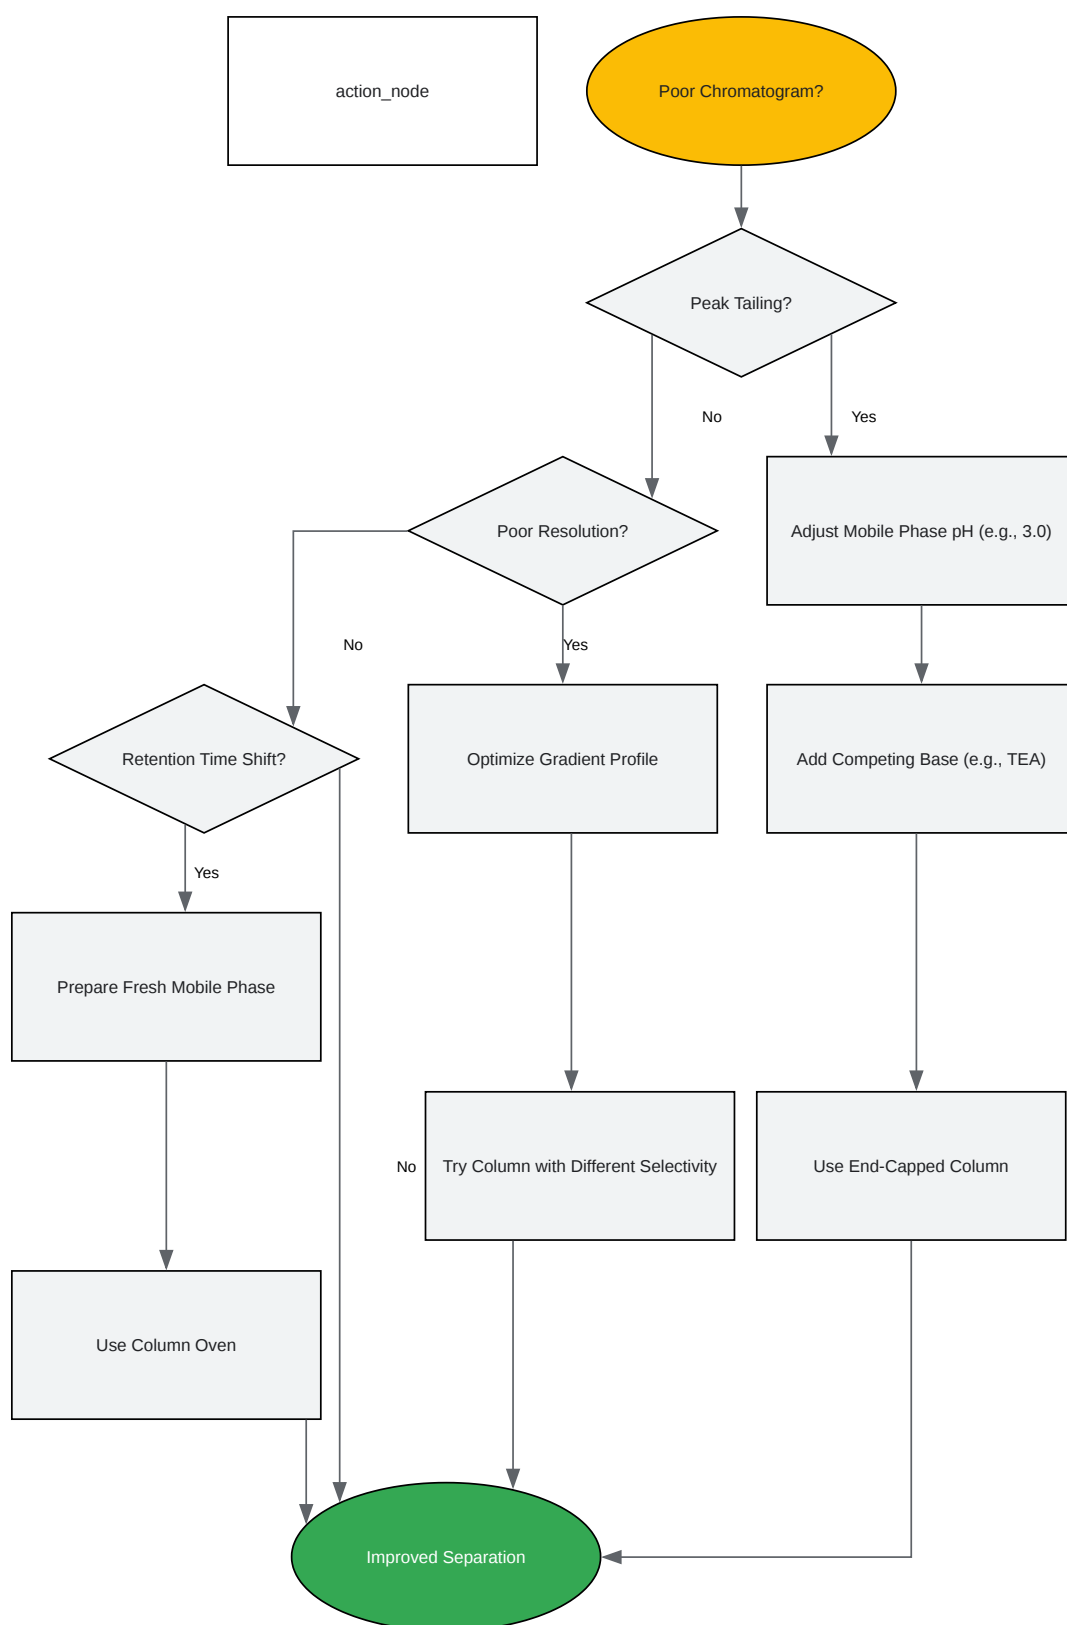 action_node
Poor Chromatogram?
Peak Tailing?
No
Yes
Poor Resolution?
Adjust Mobile Phase pH (e.g., 3.0)
No
Yes
Retention Time Shift?
Optimize Gradient Profile
Add Competing Base (e.g., TEA)
Yes
Prepare Fresh Mobile Phase
No
Try Column with Different Selectivity
Use End-Capped Column
Use Column Oven
Improved Separation